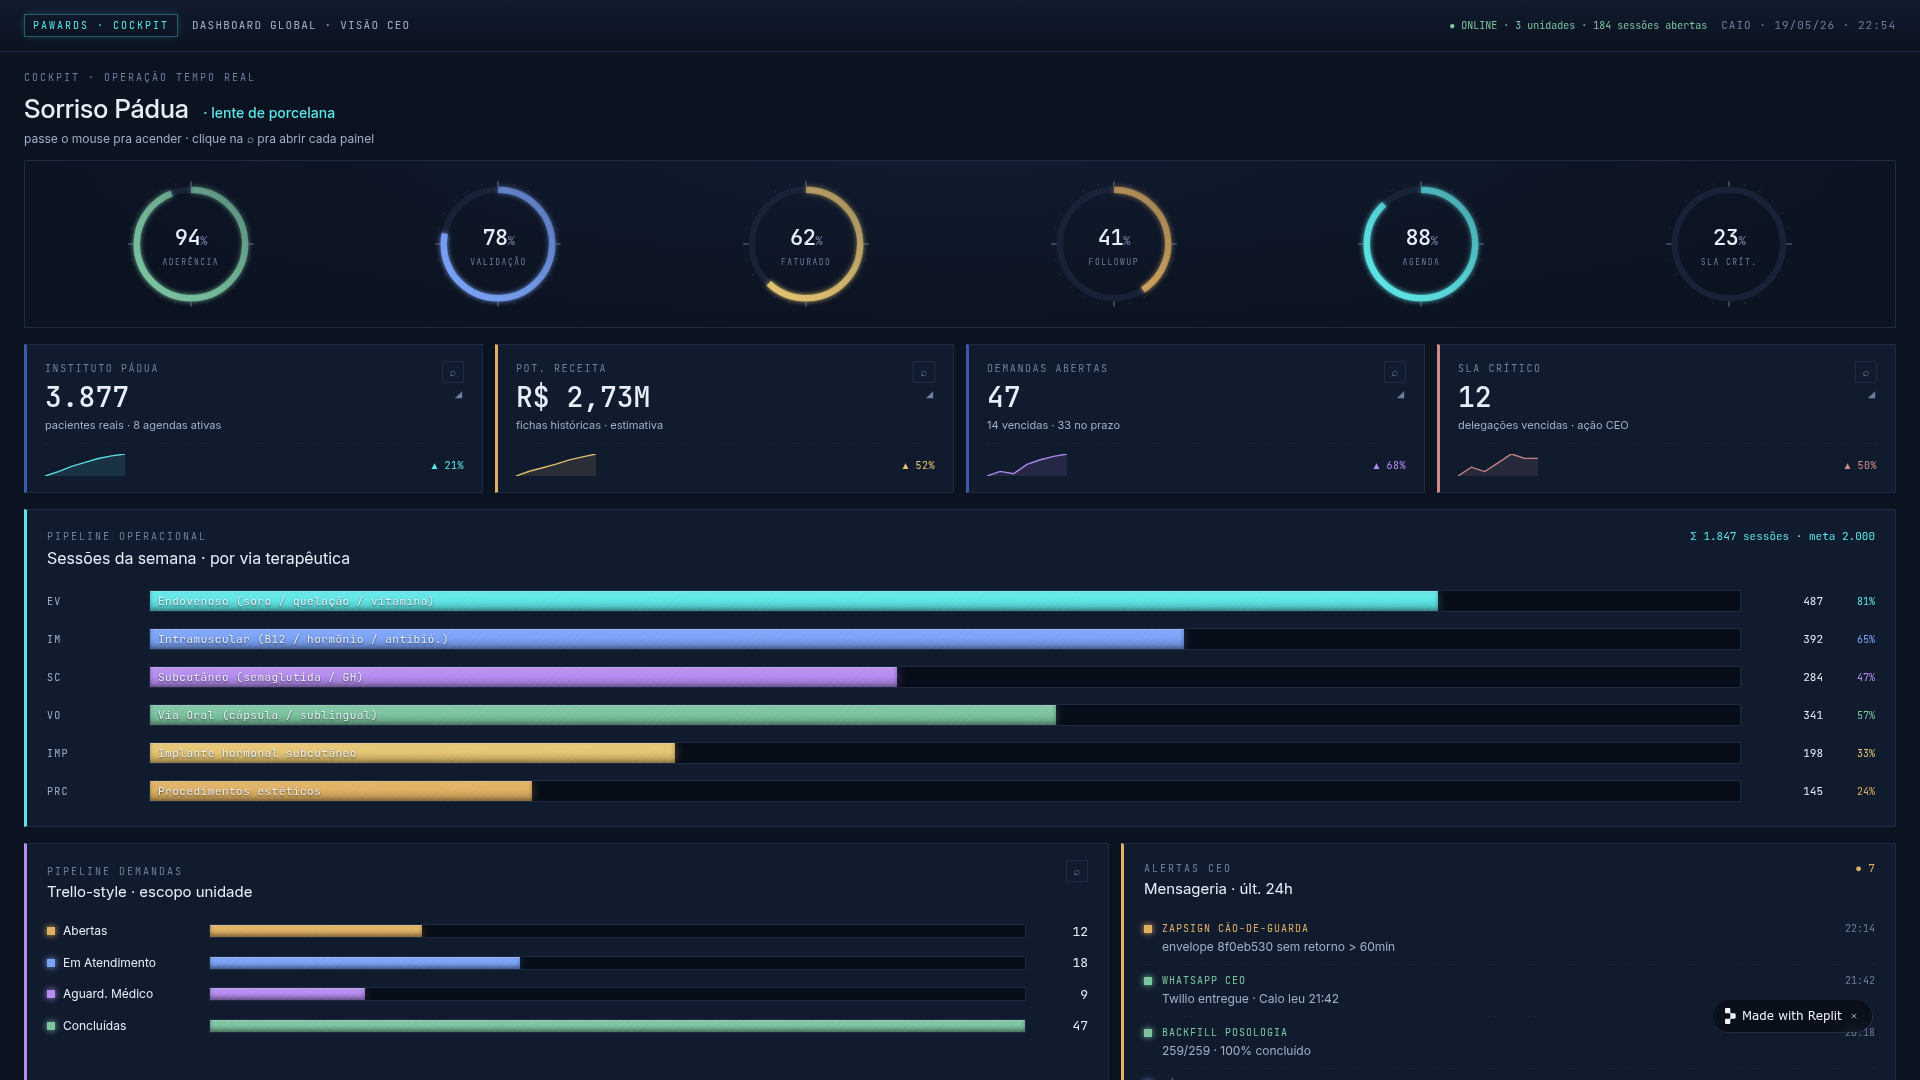 PAWARDS · COCKPIT
DASHBOARD GLOBAL · VISÃO CEO
● ONLINE · 3 unidades · 184 sessões abertas
CAIO · 19/05/26 · 22:54
COCKPIT · OPERAÇÃO TEMPO REAL
Sorriso Pádua · lente de porcelana
passe o mouse pra acender · clique na ⌕ pra abrir cada painel
94%
ADERÊNCIA
78%
VALIDAÇÃO
62%
FATURADO
41%
FOLLOWUP
88%
AGENDA
23%
SLA CRÍT.
INSTITUTO PÁDUA
3.877
pacientes reais · 8 agendas ativas
▲ 21%
POT. RECEITA
R$ 2,73M
fichas históricas · estimativa
▲ 52%
DEMANDAS ABERTAS
47
14 vencidas · 33 no prazo
▲ 68%
SLA CRÍTICO
12
delegações vencidas · ação CEO
▲ 50%
PIPELINE OPERACIONAL
Sessões da semana · por via terapêutica
Σ 1.847 sessões · meta 2.000
EV Endovenoso (soro / quelação / vitamina) 487 81%
IM Intramuscular (B12 / hormônio / antibió.) 392 65%
SC Subcutâneo (semaglutida / GH) 284 47%
VO Via Oral (cápsula / sublingual) 341 57%
IMP Implante hormonal subcutâneo 198 33%
PRC Procedimentos estéticos 145 24%
PIPELINE DEMANDAS
Trello-style · escopo unidade
Abertas 12
Em Atendimento 18
Aguard. Médico 9
Concluídas 47
ALERTAS CEO
● 7
Mensageria · últ. 24h
ZAPSIGN CÃO-DE-GUARDA 22:14
envelope 8f0eb530 sem retorno > 60min
WHATSAPP CEO 21:42
Twilio entregue · Caio leu 21:42
BACKFILL POSOLOGIA
259/259 · 100% concluído
Made with Replit ×